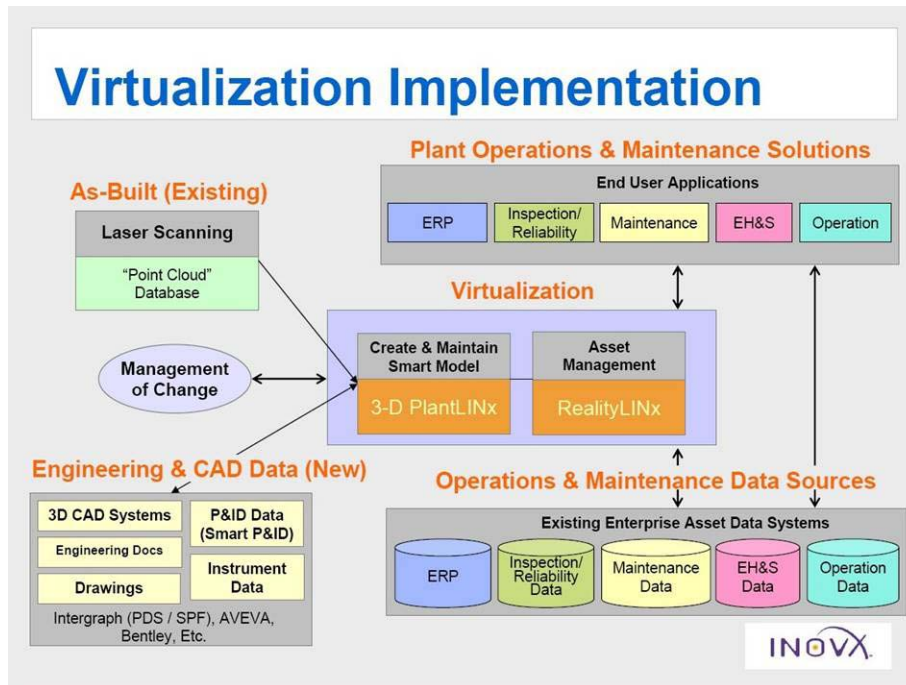 Virtualization Implementation
Plant Operations & Maintenance Solutions
End User Applications
ERP
Inspection/
Reliability
Maintenance
EH&S
Operation
As-Built (Existing)
Laser Scanning
“Point Cloud”
Database
Virtualization
Create & Maintain
Smart Model
3-D PlantLINx
Asset
Management
RealityLINx
Management
of Change
Engineering & CAD Data (New)
3D CAD Systems
Engineering Docs
Drawings
P&ID Data
(Smart P&ID)
Instrument
Data
Intergraph (PDS / SPF), AVEVA,
Bentley, Etc.
Operations & Maintenance Data Sources
Existing Enterprise Asset Data Systems
ERP
Inspection/
Reliability
Data
Maintenance
Data
EH&S
Data
Operation
Data
INOVX